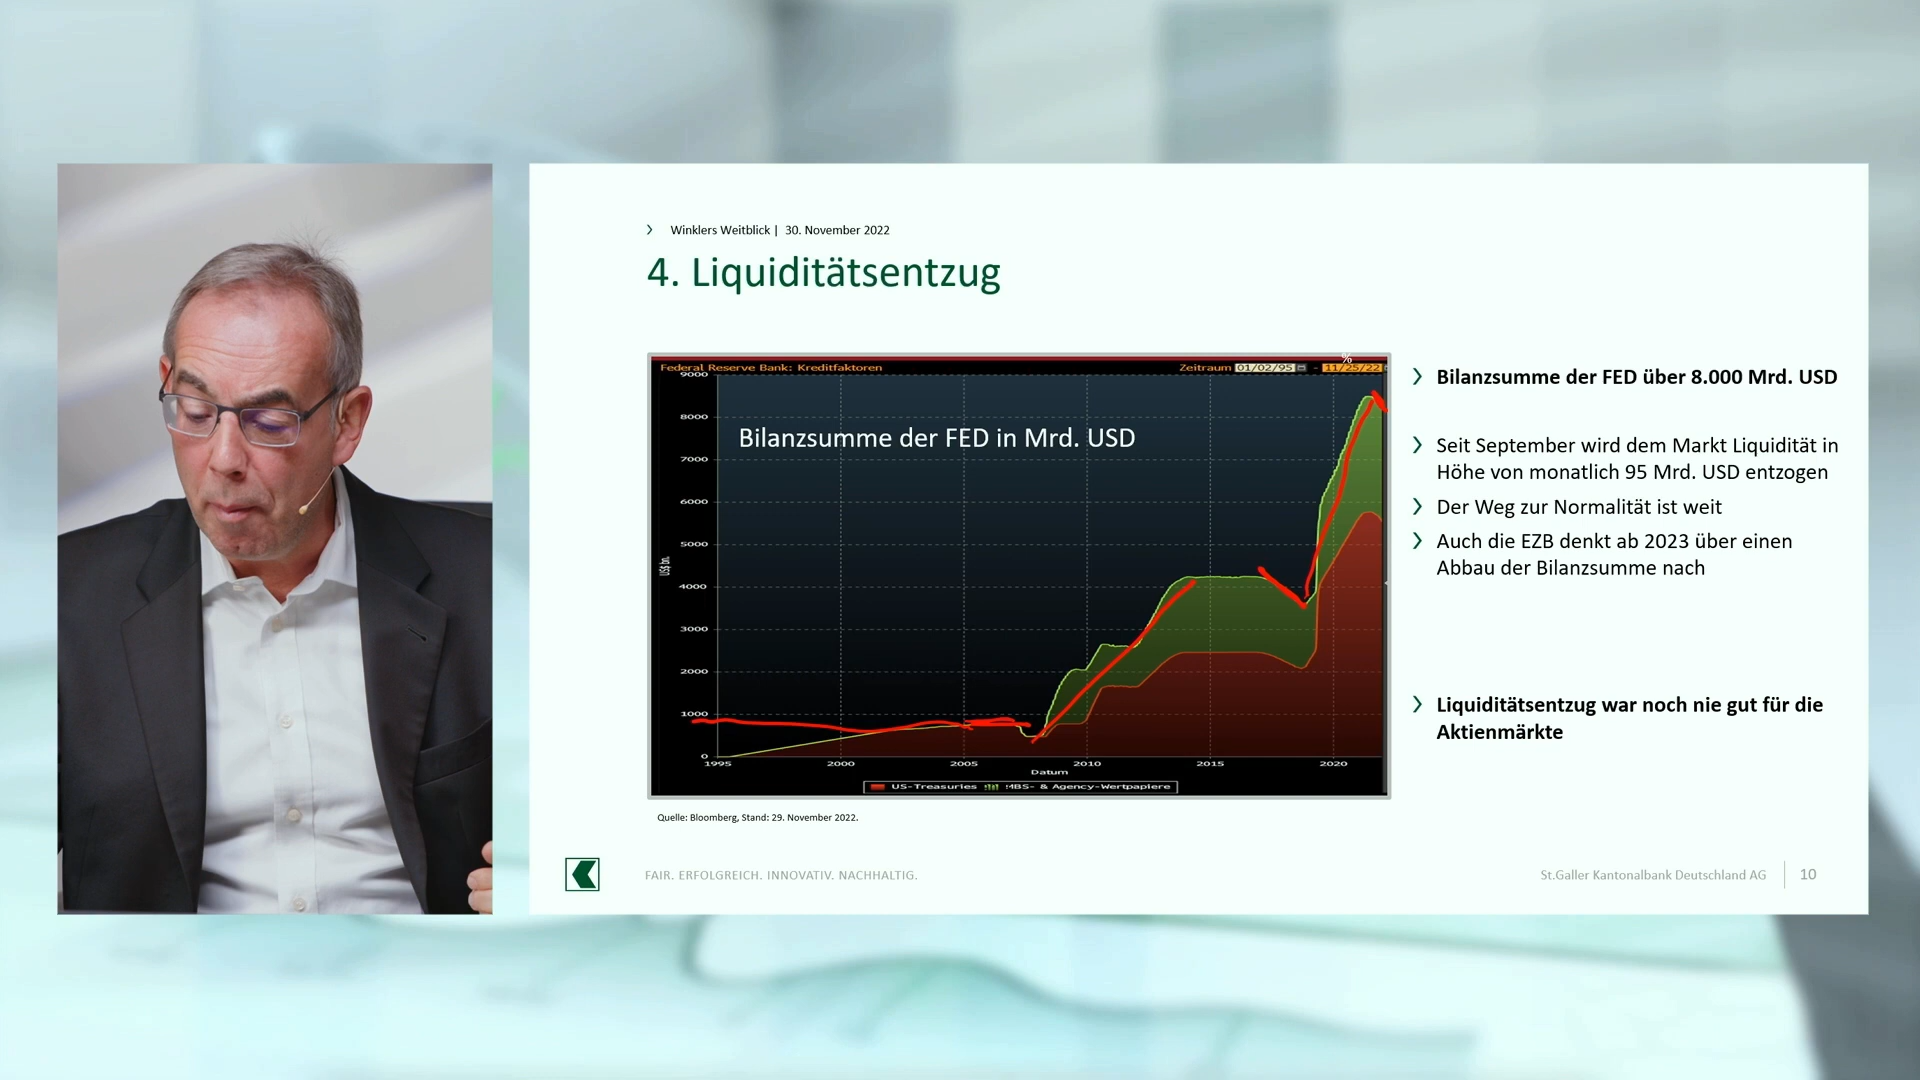 Winklers Weitblick | 30. November 2022
4. Liquiditätsentzug
%
Federal Reserve Bank: Kreditfaktoren
Zeitraum 01/02/95 - 11/25/22
Bilanzsumme der FED in Mrd. USD
9000
8000
7000
6000
5000
4000
3000
2000
1000
0
US$ bn.
1995 2000 2005 2010 2015 2020
Datum
US-Treasuries MBS- & Agency-Wertpapiere
Quelle: Bloomberg, Stand: 29. November 2022.
Bilanzsumme der FED über 8.000 Mrd. USD
Seit September wird dem Markt Liquidität in
Höhe von monatlich 95 Mrd. USD entzogen
Der Weg zur Normalität ist weit
Auch die EZB denkt ab 2023 über einen
Abbau der Bilanzsumme nach
Liquiditätsentzug war noch nie gut für die
Aktienmärkte
FAIR. ERFOLGREICH. INNOVATIV. NACHHALTIG.
St.Galler Kantonalbank Deutschland AG 10